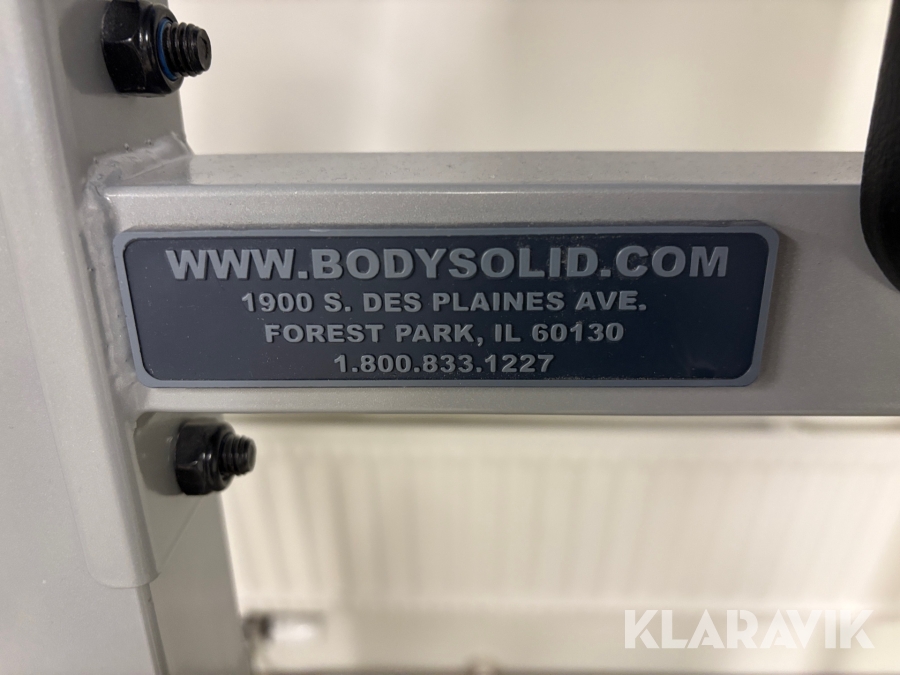 WWW.BODYSOLID.COM
1900 S. DES PLAINES AVE.
FOREST PARK, IL 60130
1.800.833.1227
KLARAVIK